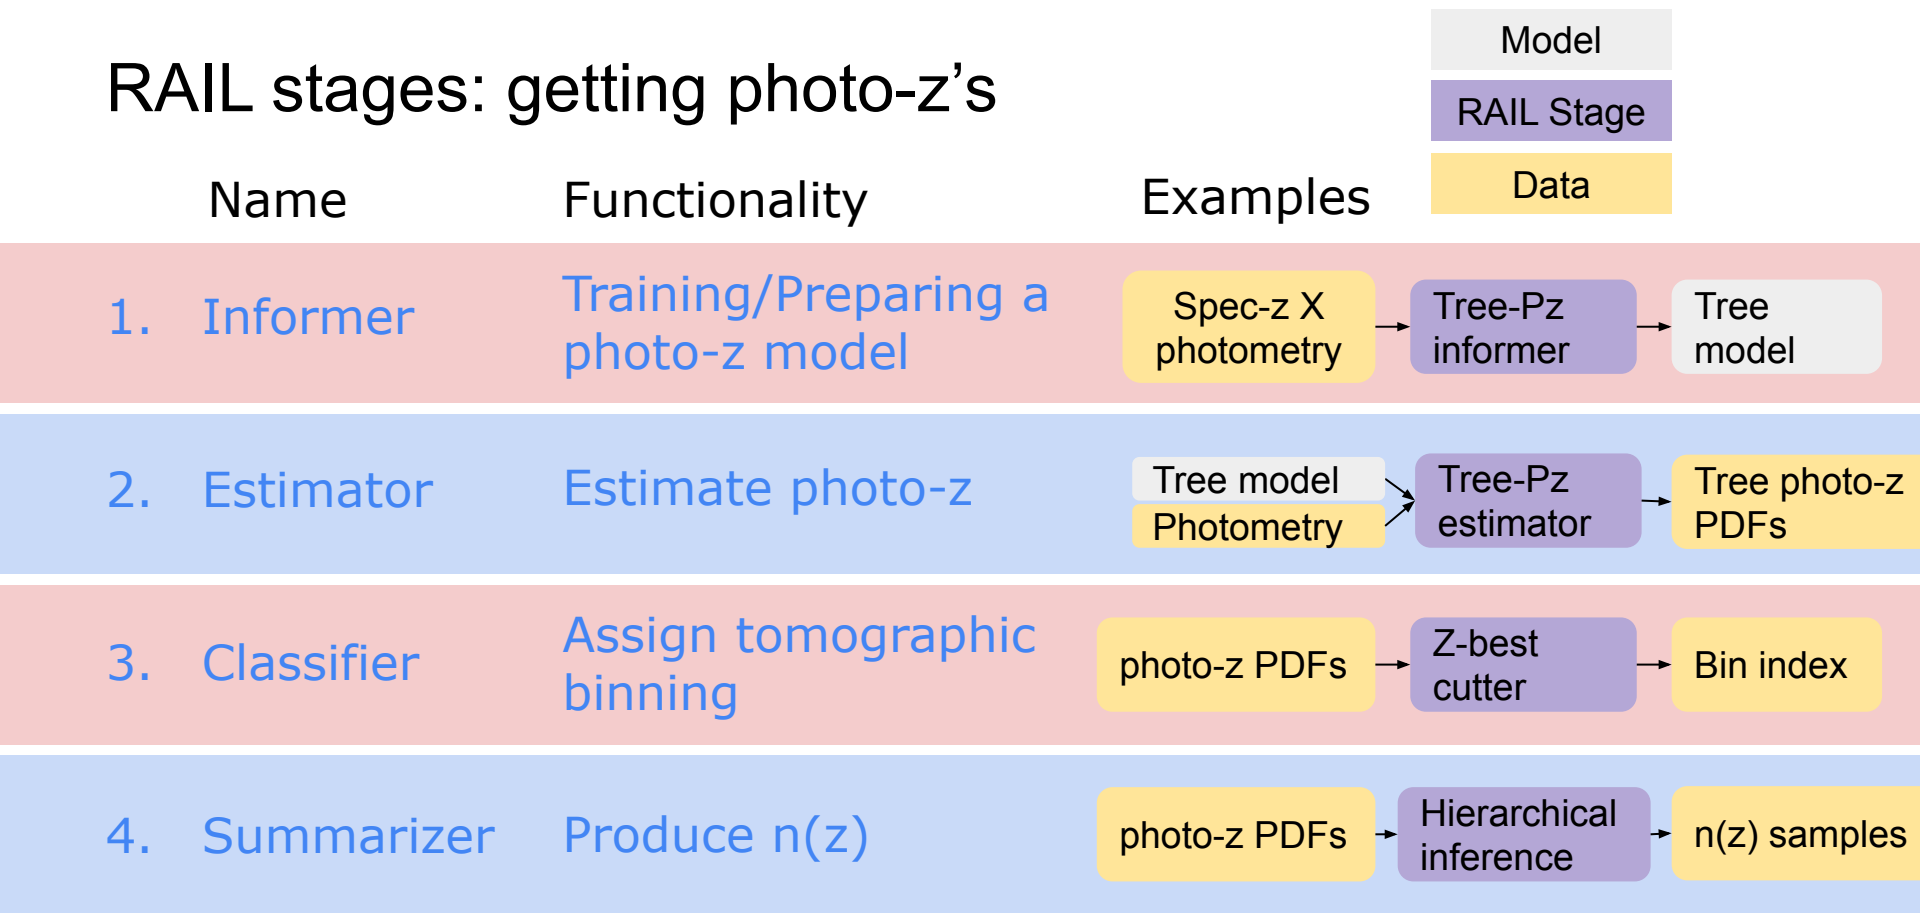 RAIL stages: getting photo-z’s
Model
RAIL Stage
Data
Name
Functionality
Examples
1. Informer
Training/Preparing a
photo-z model
Spec-z X
photometry
Tree-Pz
informer
Tree
model
2. Estimator
Estimate photo-z
Tree model
Photometry
Tree-Pz
estimator
Tree photo-z
PDFs
3. Classifier
Assign tomographic
binning
photo-z PDFs
Z-best
cutter
Bin index
4. Summarizer
Produce n(z)
photo-z PDFs
Hierarchical
inference
n(z) samples